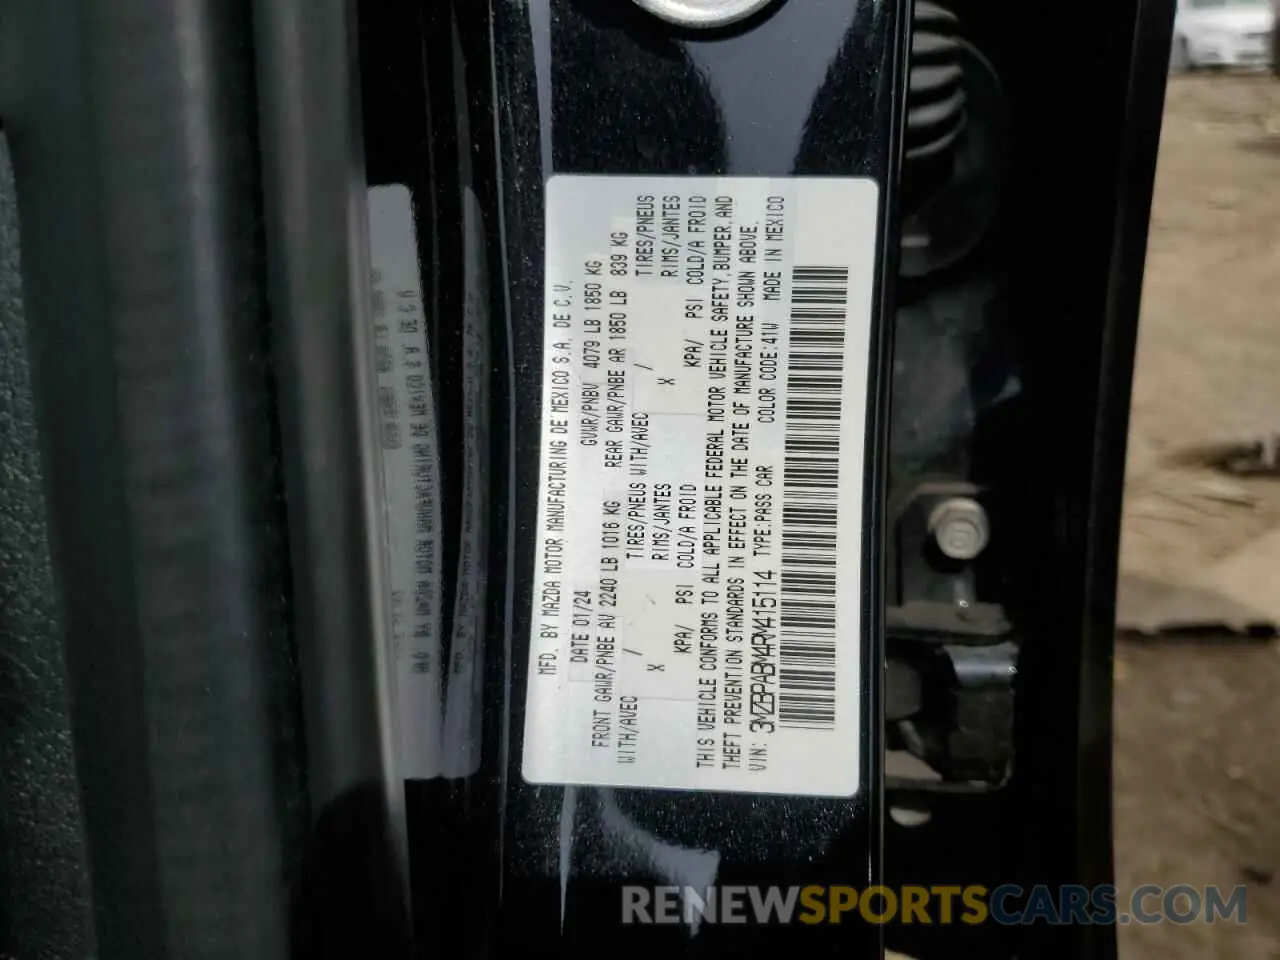 MFD. BY MAZDA MOTOR MANUFACTURING DE MEXICO S.A. DE C.V.
DATE 01/24 GVWR/PNBV 4079 LB 1850 KG
FRONT GAWR/PNBE AV 2240 LB 1016 KG REAR GAWR/PNBE AR 1850 LB 839 KG
WITH/AVEC / TIRES/PNEUS WITH/AVEC / TIRES/PNEUS
X RIMS/JANTES X RIMS/JANTES
KPA/ PSI COLD/A FROID KPA/ PSI COLD/A FROID
THIS VEHICLE CONFORMS TO ALL APPLICABLE FEDERAL MOTOR VEHICLE SAFETY, BUMPER, AND
THEFT PREVENTION STANDARDS IN EFFECT ON THE DATE OF MANUFACTURE SHOWN ABOVE.
VIN: 3MZBPABM4RM415114 TYPE:PASS CAR COLOR CODE:41W MADE IN MEXICO
RENEWSPORTSCARS.COM